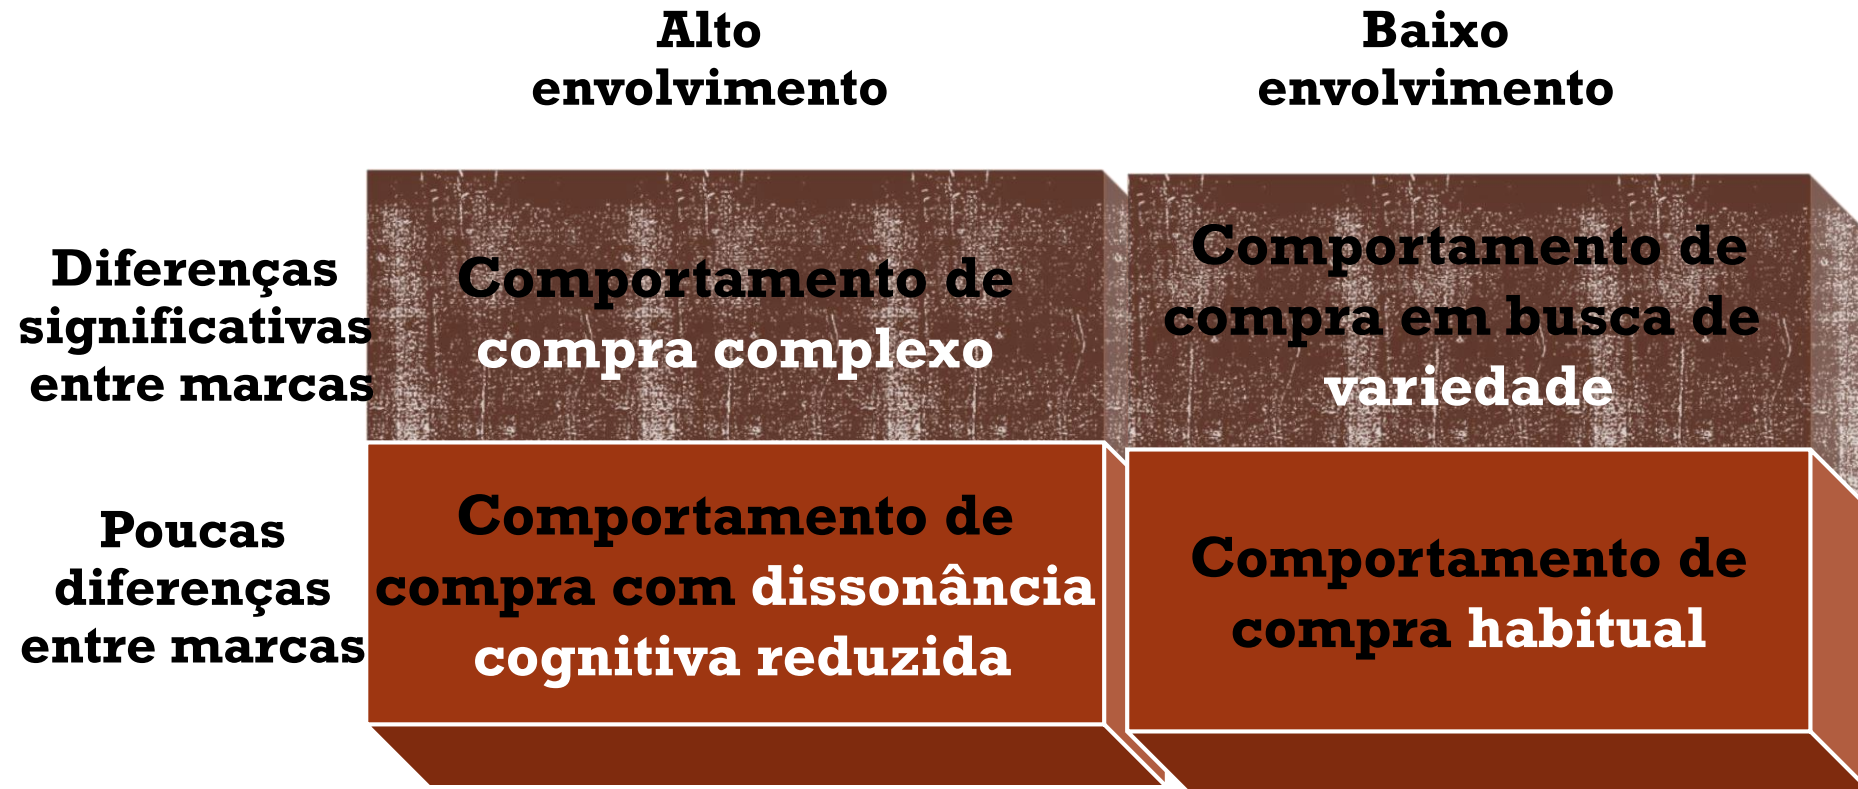 Alto
envolvimento
Baixo
envolvimento
Diferenças
significativas
entre marcas
Comportamento de
compra complexo
Comportamento de
compra em busca de
variedade
Poucas
diferenças
entre marcas
Comportamento de
compra com dissonância
cognitiva reduzida
Comportamento de
compra habitual